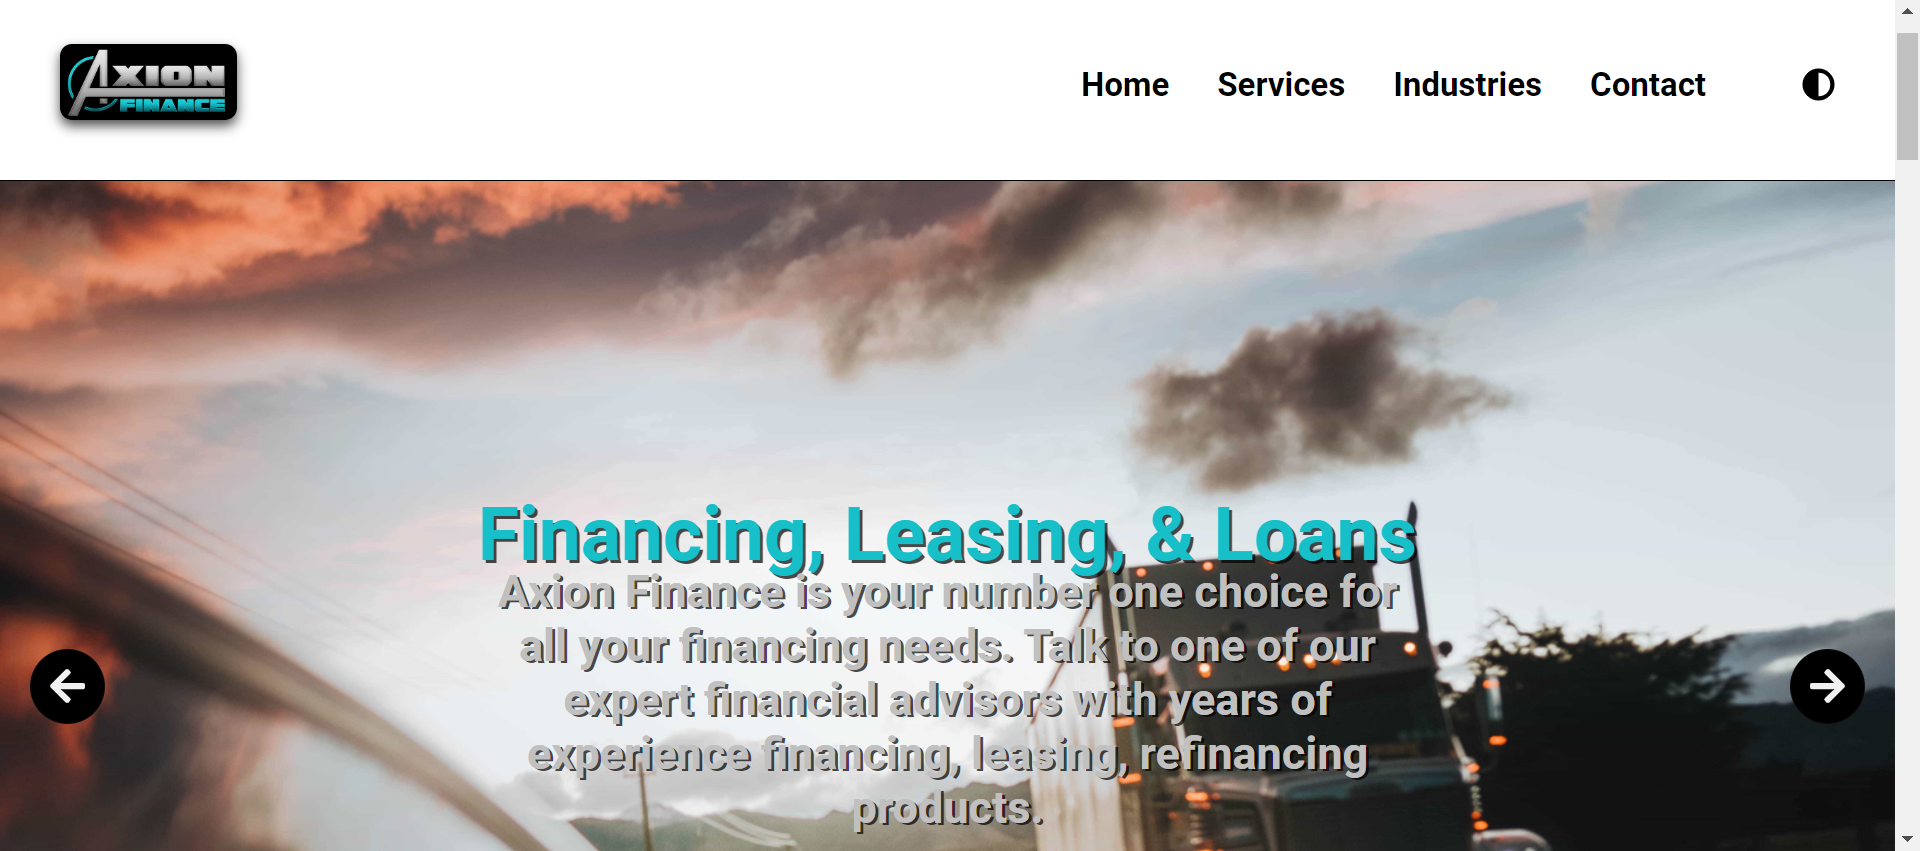 AXION
FINANCE
Home Services Industries Contact
Financing, Leasing, & Loans
Axion Finance is your number one choice for
all your financing needs. Talk to one of our
expert financial advisors with years of
experience financing, leasing, refinancing
products.